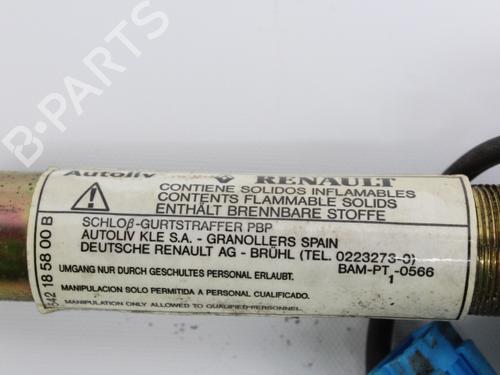 B-PARTS
Autoliv
RENAULT
CONTIENE SOLIDOS INFLAMABLES
CONTENTS FLAMMABLE SOLIDS
ENTHÄLT BRENNBARE STOFFE
SCHLOß-GURTSTRAFFER PBP
AUTOLIV KLE S.A. - GRANOLLERS SPAIN
DEUTSCHE RENAULT AG - BRÜHL (TEL. 0223273-0)
BAM-PT1-0566
UMGANG NUR DURCH GESCHULTES PERSONAL ERLAUBT.
MANIPULACION SOLO PERMITIDA A PERSONAL CUALIFICADO.
MANIPULATION ONLY ALLOWED TO QUALIFIED PERSONNEL.
842 18 58 00 B